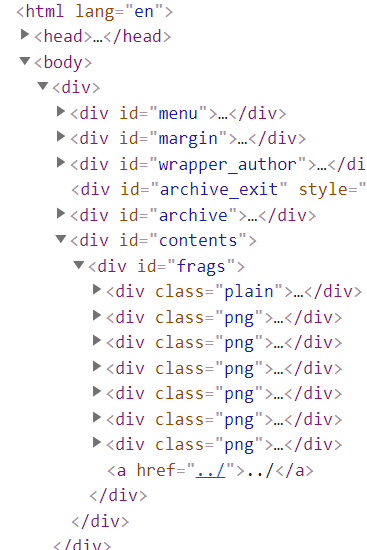 <html lang="en">
<head>…</head>
<body>
<div>
<div id="menu">…</div>
<div id="margin">…</div>
<div id="wrapper_author">…</di
<div id="archive_exit" style="
<div id="archive">…</div>
<div id="contents">
<div id="frags">
<div class="plain">…</div>
<div class="png">…</div>
<div class="png">…</div>
<div class="png">…</div>
<div class="png">…</div>
<div class="png">…</div>
<div class="png">…</div>
<a href="../">../</a>
</div>
</div>
</div>